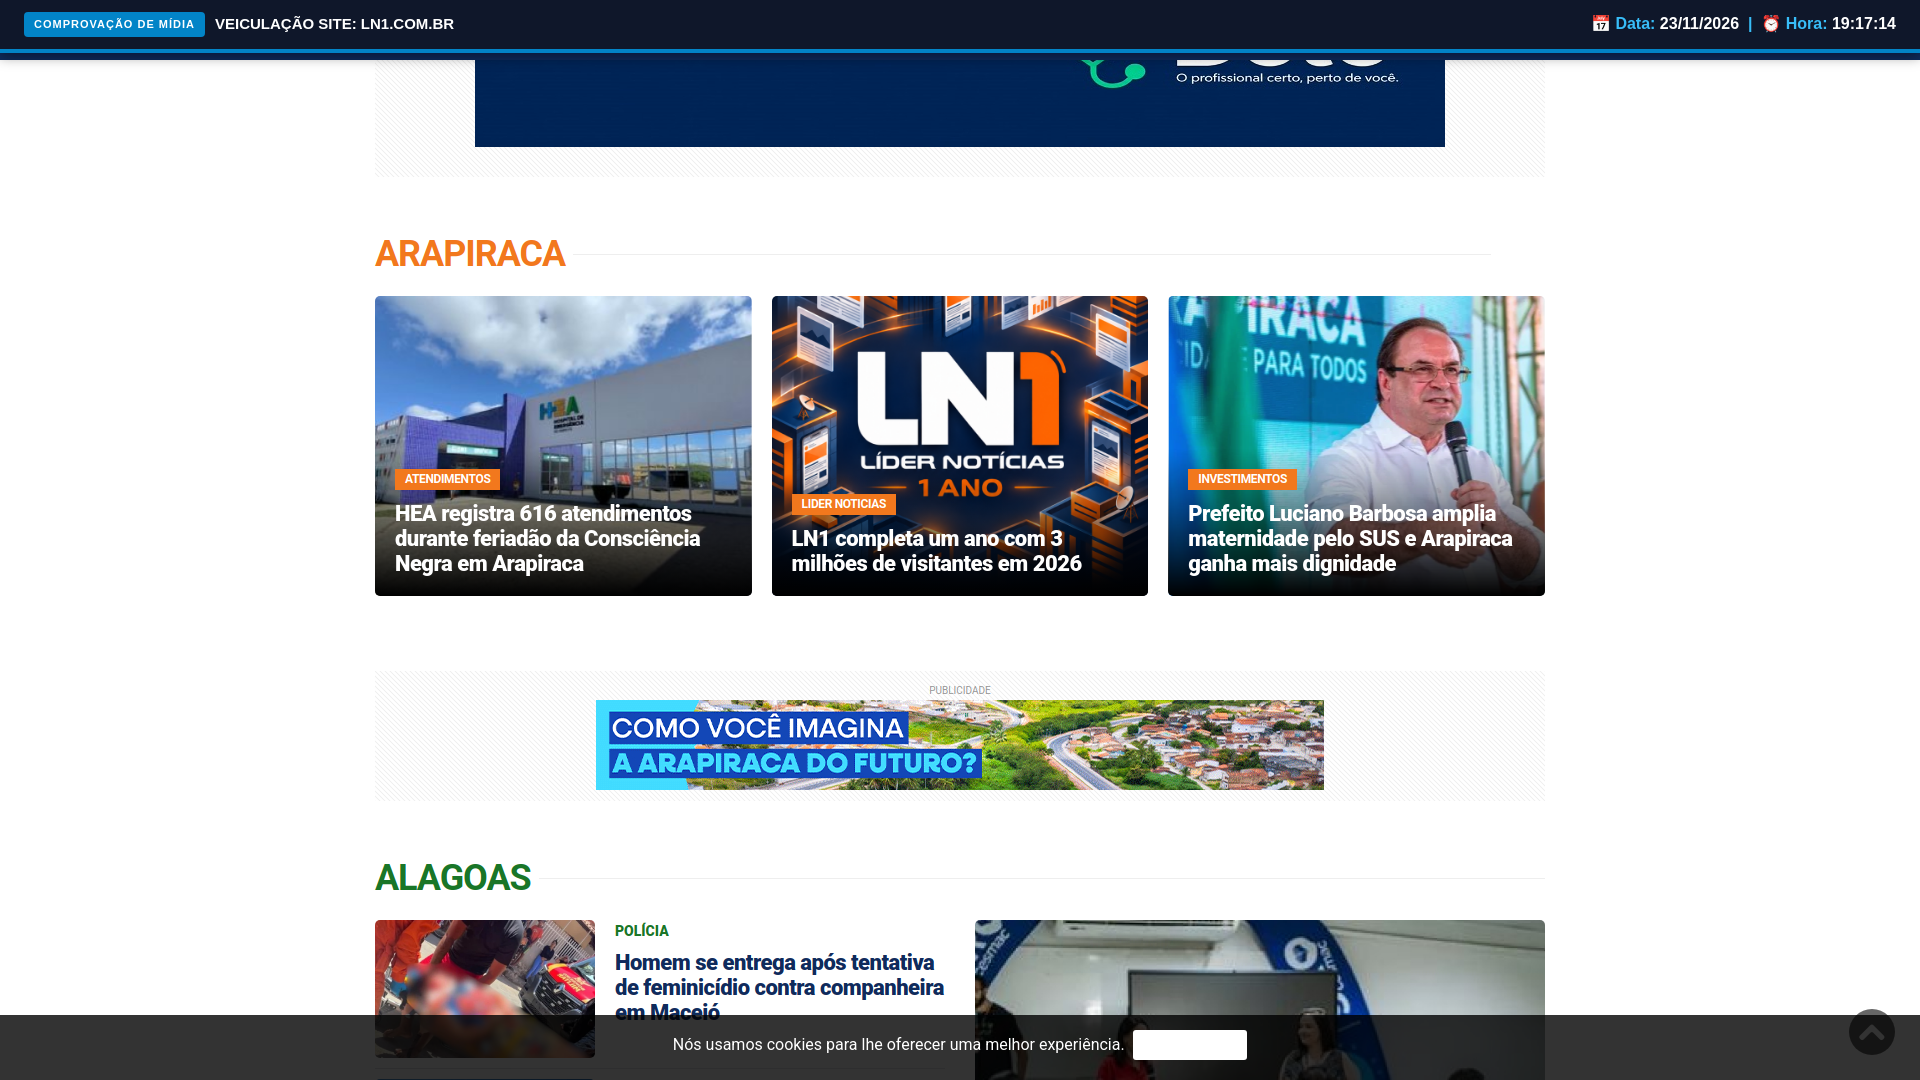 COMPROVAÇÃO DE MÍDIA
VEICULAÇÃO SITE: LN1.COM.BR
Data: 23/11/2026 | Hora: 19:17:14
O profissional certo, perto de você.
ARAPIRACA
HEA
ATENDIMENTOS
HEA registra 616 atendimentos
durante feriadão da Consciência
Negra em Arapiraca
LN1
LÍDER NOTÍCIAS
1 ANO
LIDER NOTICIAS
LN1 completa um ano com 3
milhões de visitantes em 2026
PARA TODOS
INVESTIMENTOS
Prefeito Luciano Barbosa amplia
maternidade pelo SUS e Arapiraca
ganha mais dignidade
PUBLICIDADE
COMO VOCÊ IMAGINA
A ARAPIRACA DO FUTURO?
ALAGOAS
POLÍCIA
Homem se entrega após tentativa
de feminicídio contra companheira
em Maceió
Nós usamos cookies para lhe oferecer uma melhor experiência.